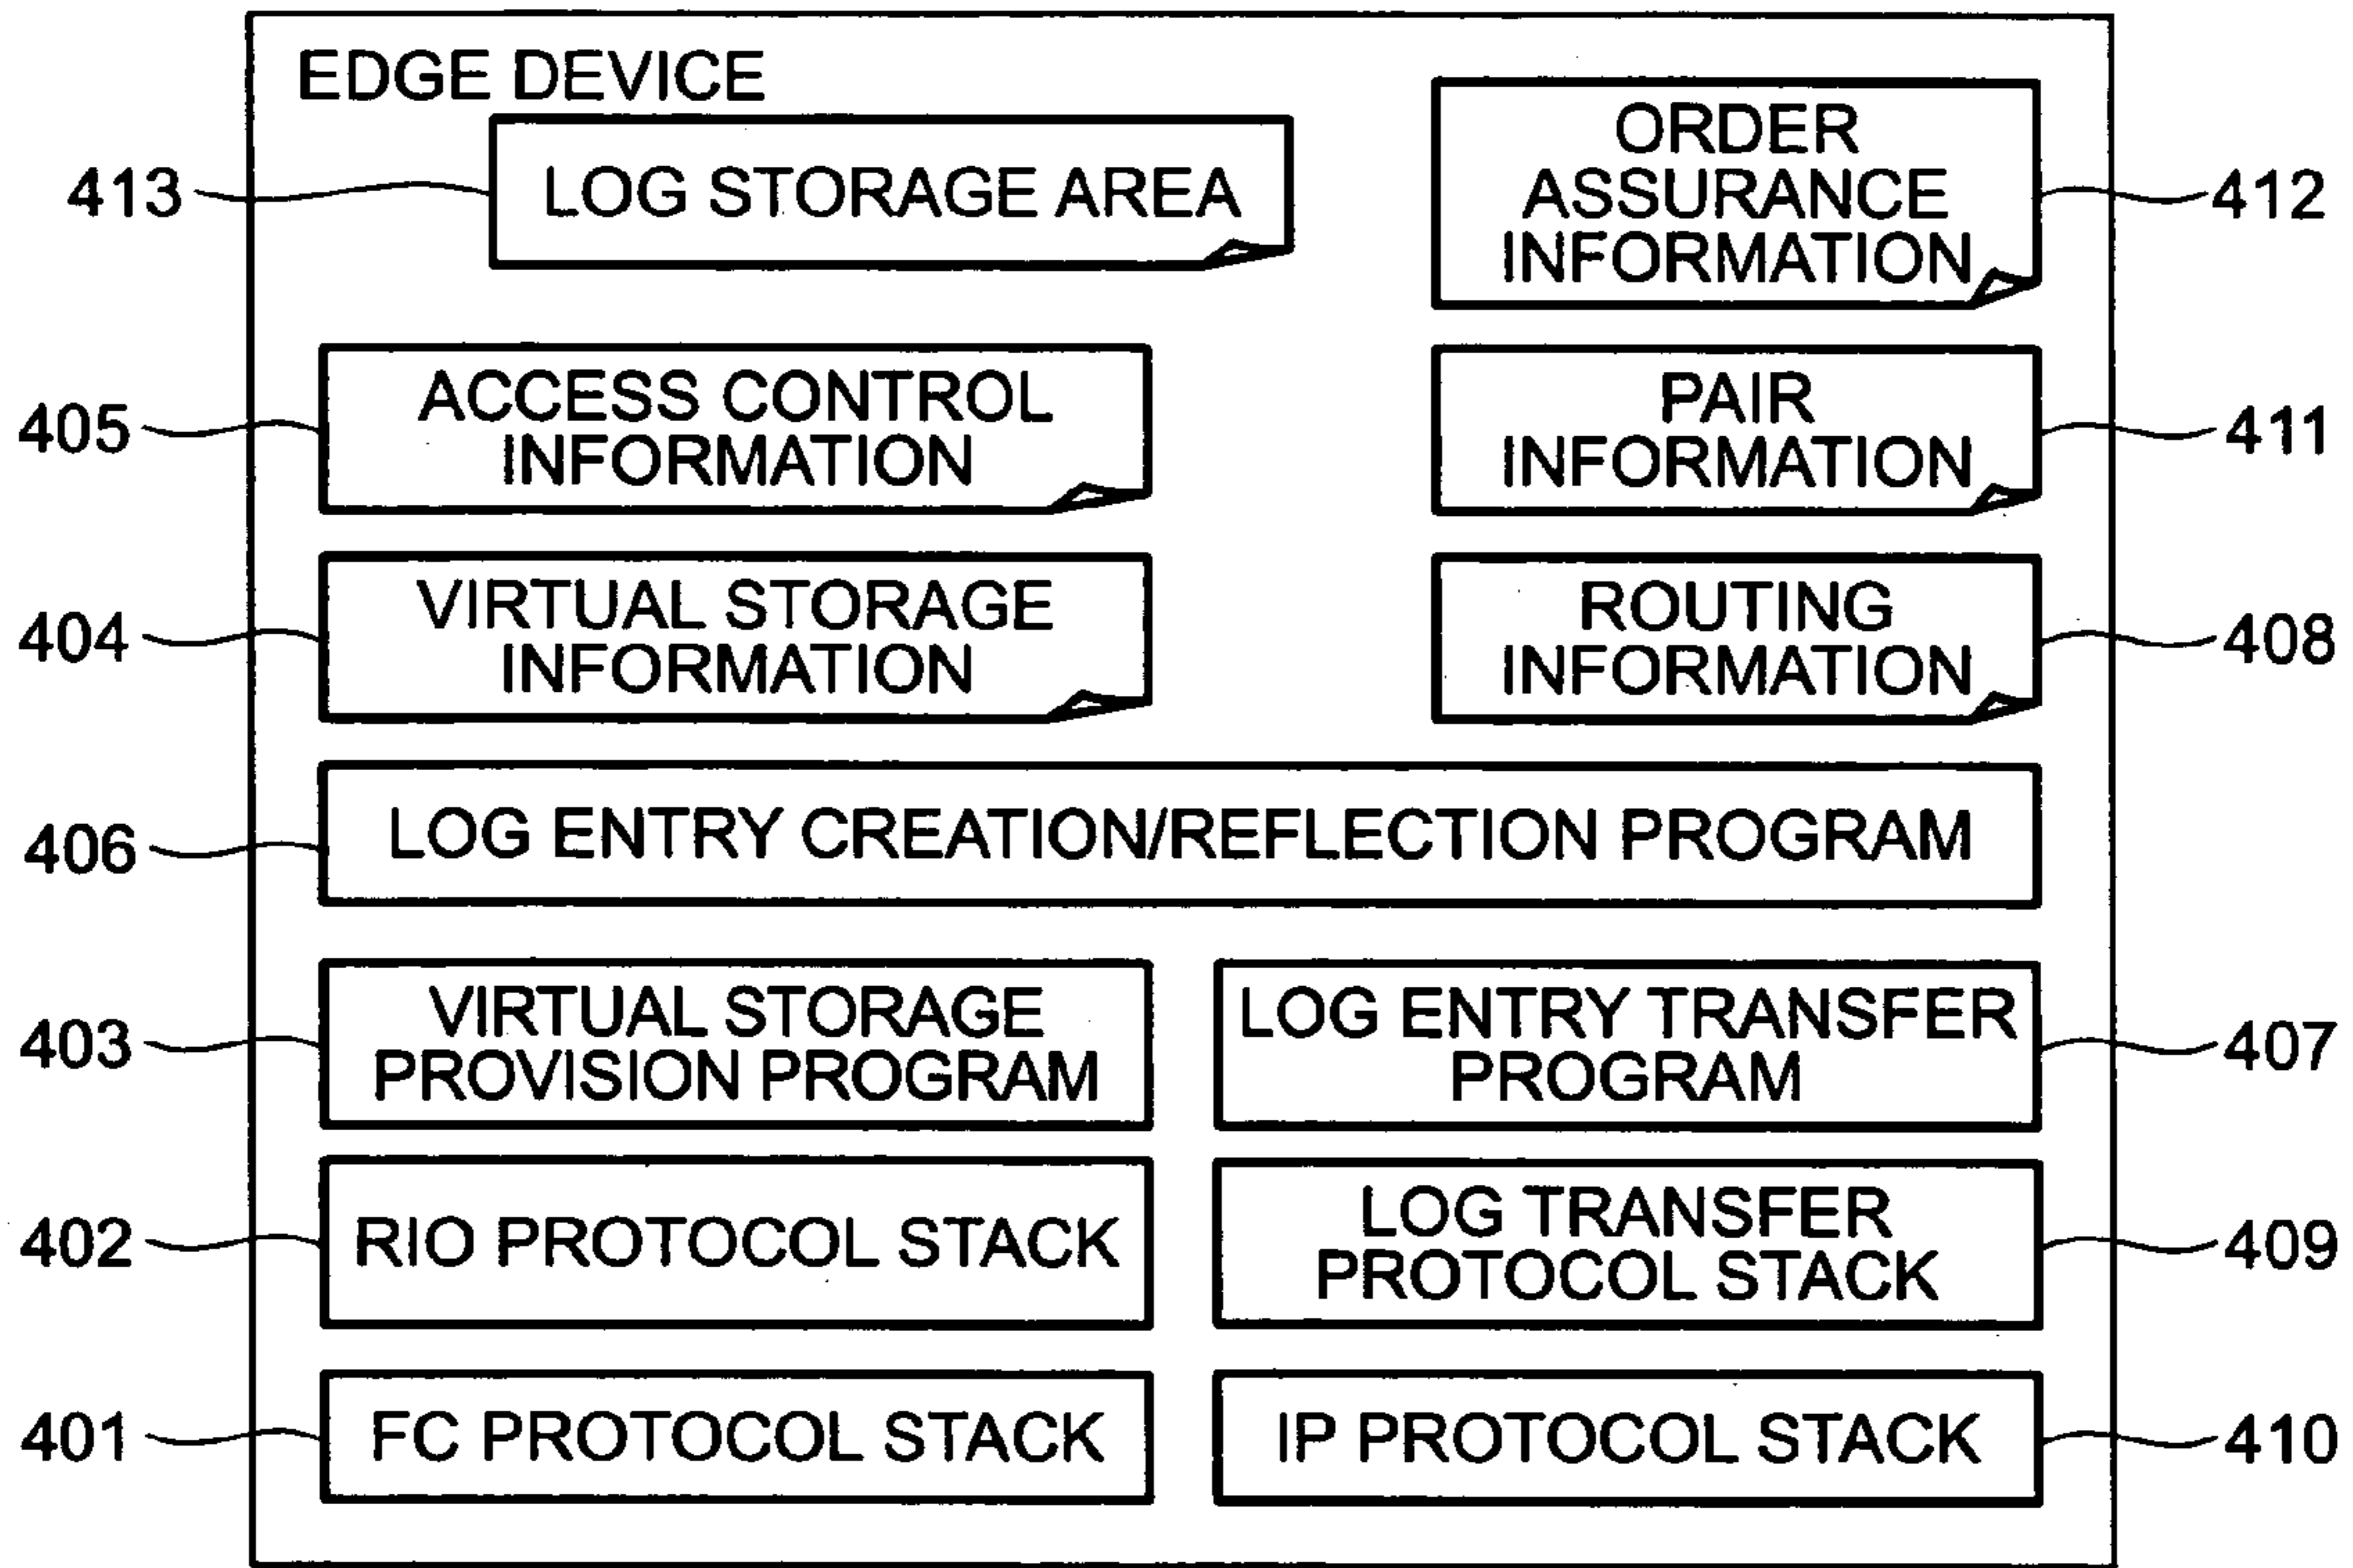 EDGE DEVICE
413
LOG STORAGE AREA
ORDER
ASSURANCE
INFORMATION
412
405
ACCESS CONTROL
INFORMATION
PAIR
INFORMATION
411
404
VIRTUAL STORAGE
INFORMATION
ROUTING
INFORMATION
408
406
LOG ENTRY CREATION/REFLECTION PROGRAM
403
VIRTUAL STORAGE
PROVISION PROGRAM
LOG ENTRY TRANSFER
PROGRAM
407
402
RIO PROTOCOL STACK
LOG TRANSFER
PROTOCOL STACK
409
401
FC PROTOCOL STACK
IP PROTOCOL STACK
410